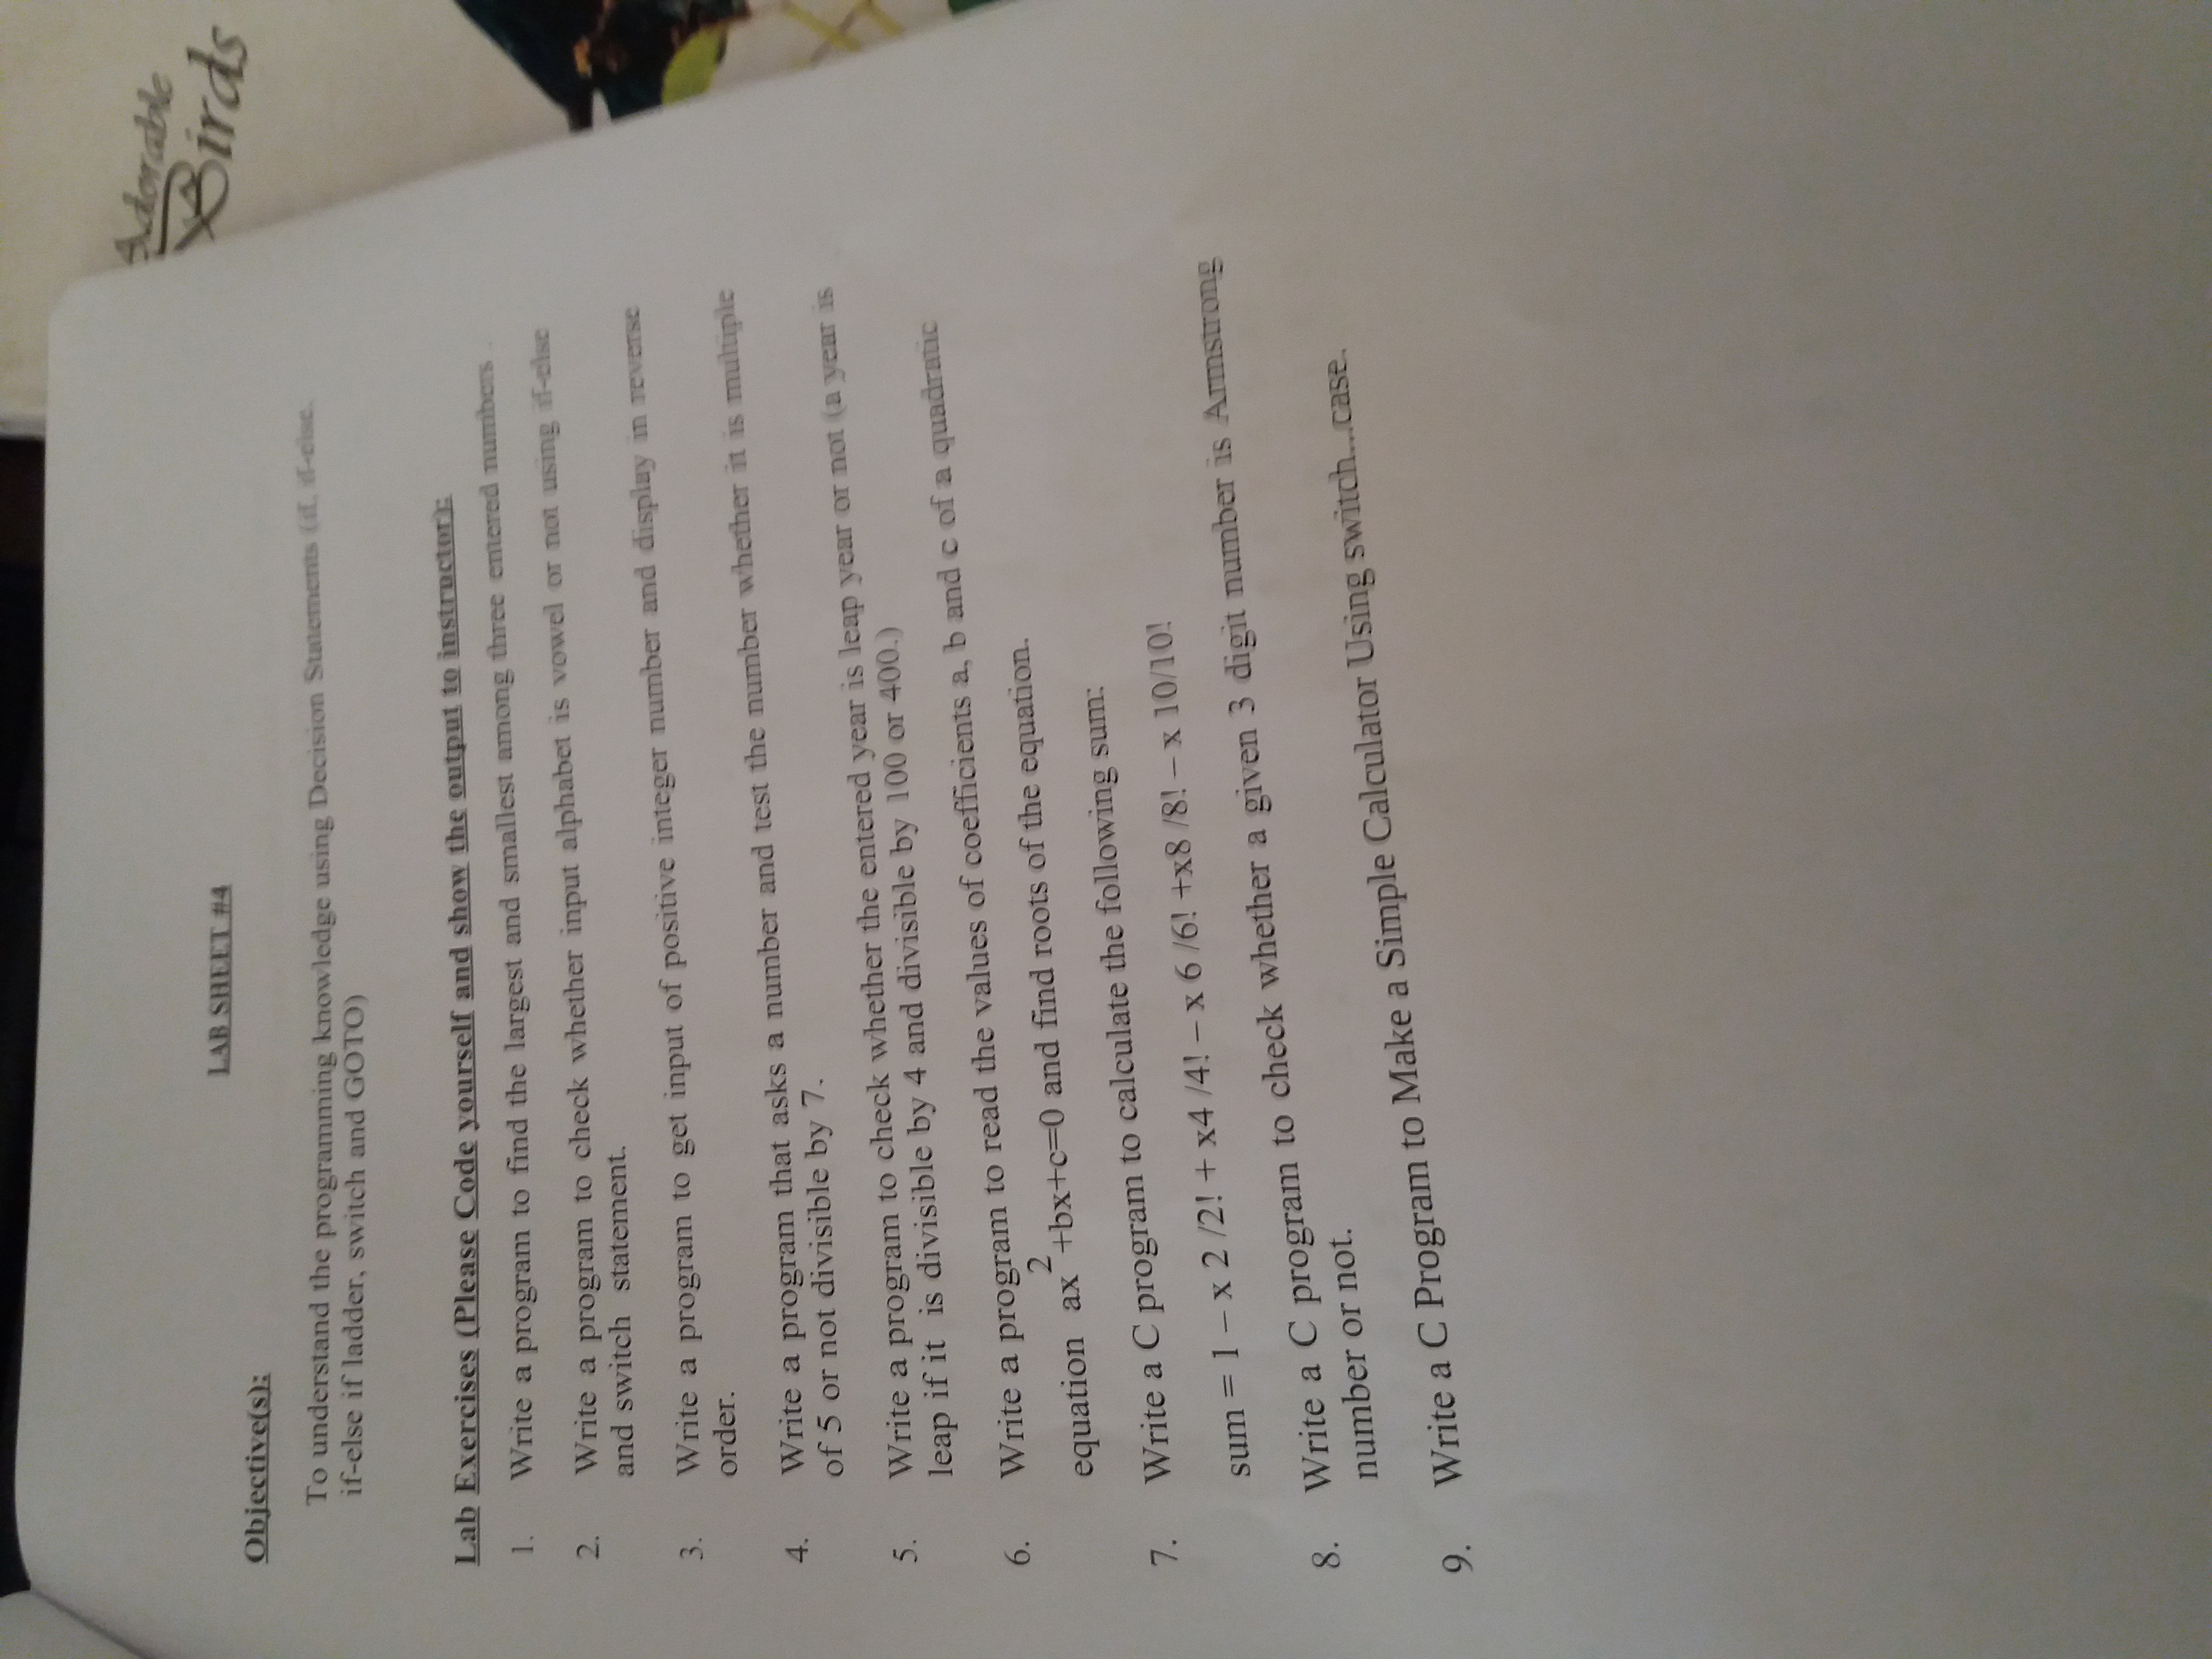 Adorable
Birds
LAB SHEET #4
Objective(s):
To understand the programming knowledge using Decision Statements (if, if-else,
if-else if ladder, switch and GOTO)
Lab Exercises (Please Code yourself and show the output to instructor):
1. Write a program to find the largest and smallest among three entered numbers .
2. Write a program to check whether input alphabet is vowel or not using if-else
and switch statement.
3. Write a program to get input of positive integer number and display in reverse
order.
4. Write a program that asks a number and test the number whether it is multiple
of 5 or not divisible by 7.
5. Write a program to check whether the entered year is leap year or not (a year is
leap if it is divisible by 4 and divisible by 100 or 400.)
6. Write a program to read the values of coefficients a, b and c of a quadratic
equation ax²+bx+c=0 and find roots of the equation.
7. Write a C program to calculate the following sum:
sum = 1 – x 2 /2! + x4 /4! – x 6 /6! +x8 /8! – x 10/10!
8. Write a C program to check whether a given 3 digit number is Armstrong
number or not.
9. Write a C Program to Make a Simple Calculator Using switch...case.